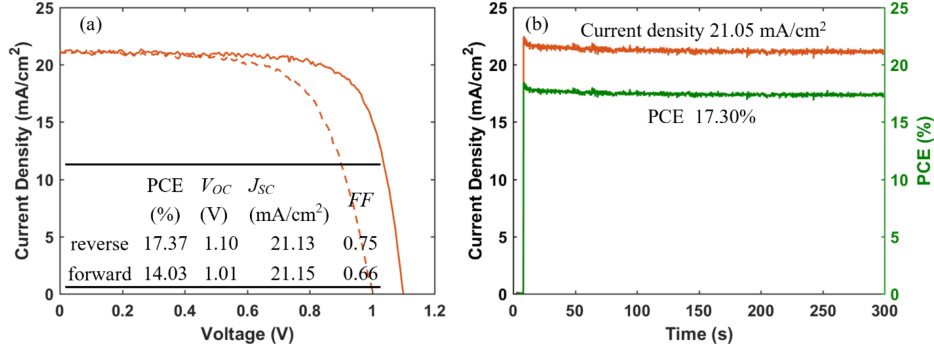 (a)
Current Density (mA/cm2)
25
20
15
10
5
0
PCE VOC JSC FF
(%) (V) (mA/cm2)
reverse 17.37 1.10 21.13 0.75
forward 14.03 1.01 21.15 0.66
0 0.2 0.4 0.6 0.8 1 1.2
Voltage (V)
(b)
Current density 21.05 mA/cm2
PCE 17.30%
Current Density (mA/cm2)
25
20
15
10
5
0
0 50 100 150 200 250 300
Time (s)
25
20
15
10
5
0
PCE (%)